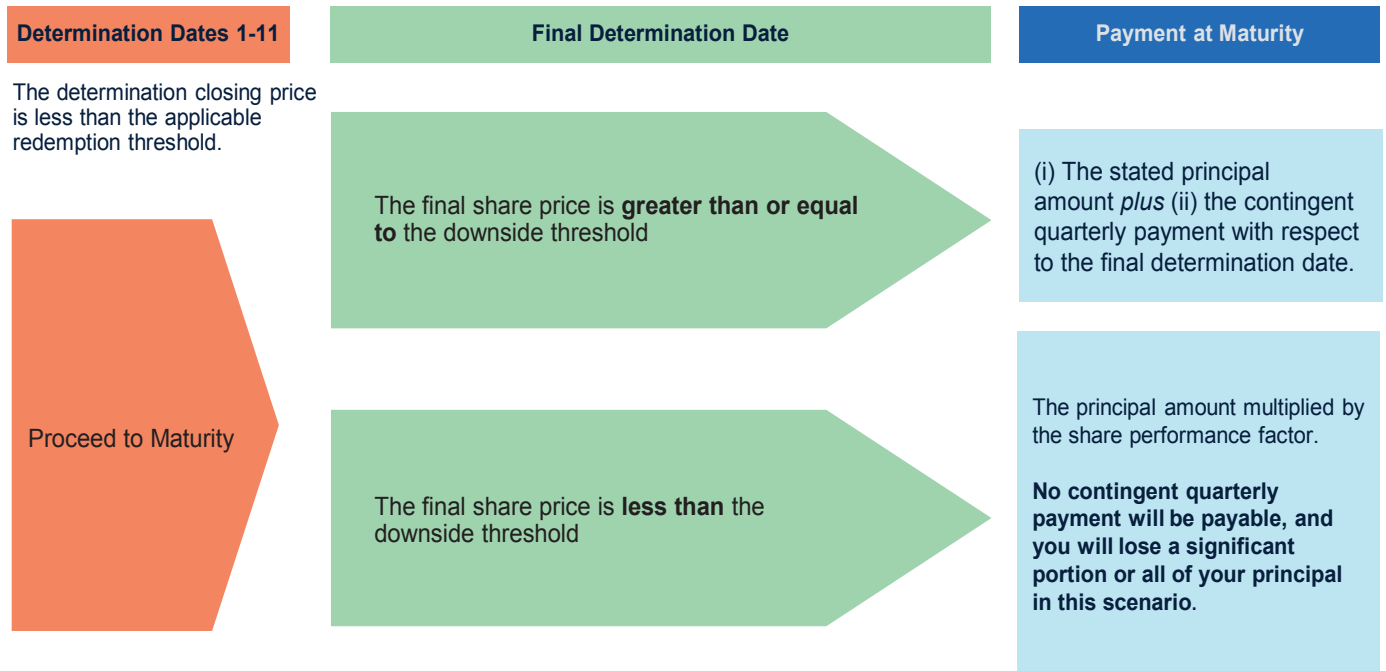 Determination Dates 1-11
Final Determination Date
Payment at Maturity
The determination closing price
is less than the applicable
redemption threshold.
Proceed to Maturity
The final share price is greater than or equal
to the downside threshold
(i) The stated principal
amount plus (ii) the contingent
quarterly payment with respect
to the final determination date.
The final share price is less than the
downside threshold
The principal amount multiplied by
the share performance factor.
No contingent quarterly
payment will be payable, and
you will lose a significant
portion or all of your principal
in this scenario.